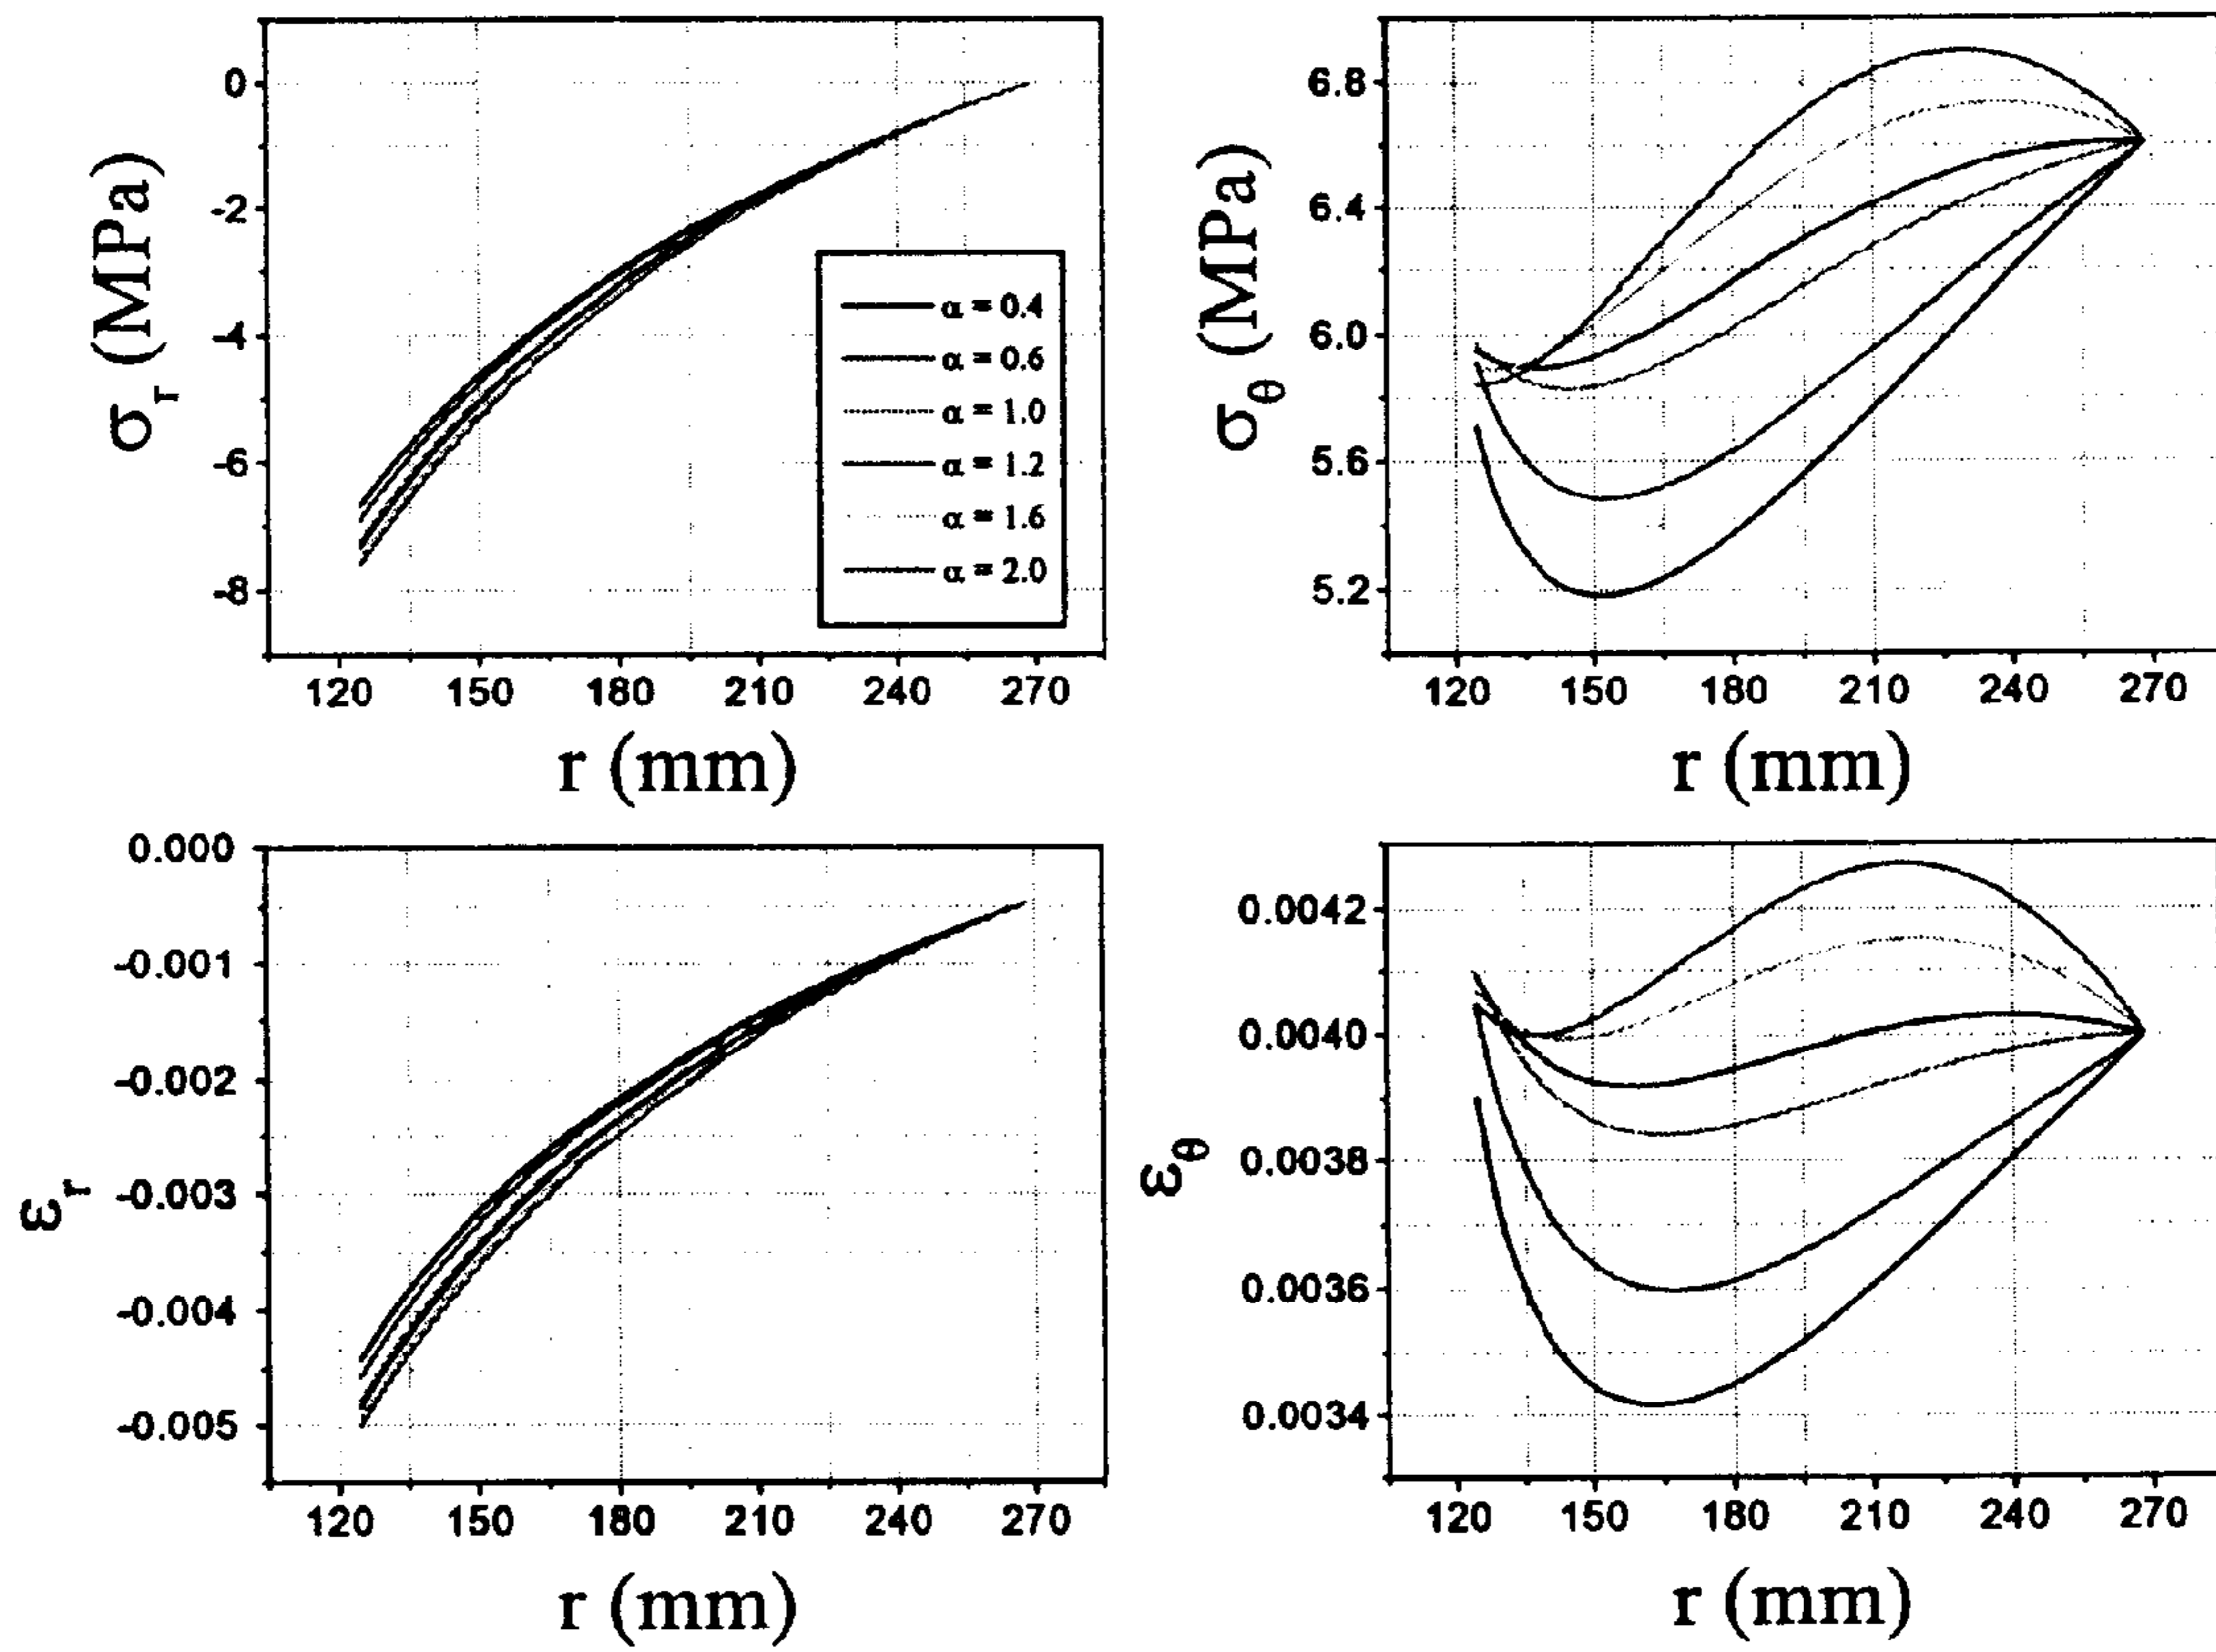 0
-2
-4
-6
-8
σr (MPa)
α = 0.4
α = 0.6
α = 1.0
α = 1.2
α = 1.6
α = 2.0
120 150 180 210 240 270
r (mm)
6.8
6.4
6.0
5.6
5.2
σθ (MPa)
120 150 180 210 240 270
r (mm)
0.000
-0.001
-0.002
-0.003
-0.004
-0.005
εr
120 150 180 210 240 270
r (mm)
0.0042
0.0040
0.0038
0.0036
0.0034
εθ
120 150 180 210 240 270
r (mm)